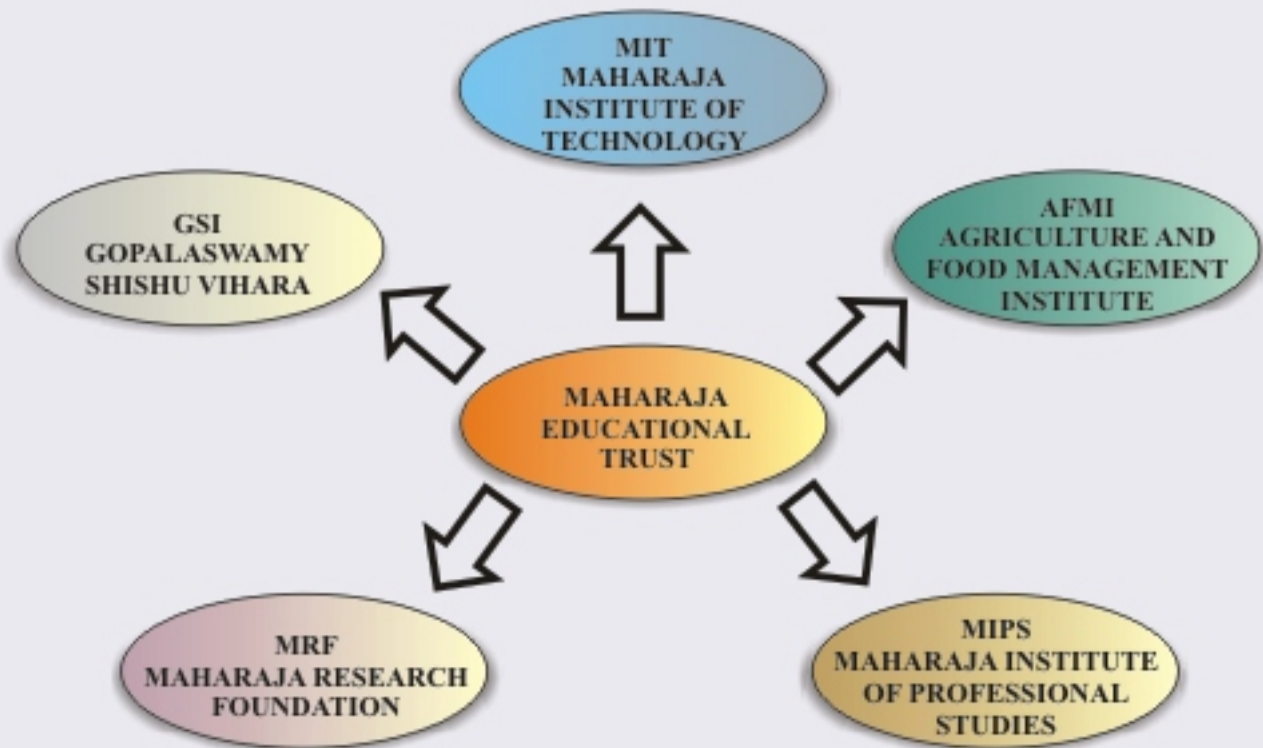 MIT
MAHARAJA
INSTITUTE OF
TECHNOLOGY
GSI
GOPALASWAMY
SHISHU VIHARA
AFMI
AGRICULTURE AND
FOOD MANAGEMENT
INSTITUTE
MAHARAJA
EDUCATIONAL
TRUST
MRF
MAHARAJA RESEARCH
FOUNDATION
MIPS
MAHARAJA INSTITUTE
OF PROFESSIONAL
STUDIES